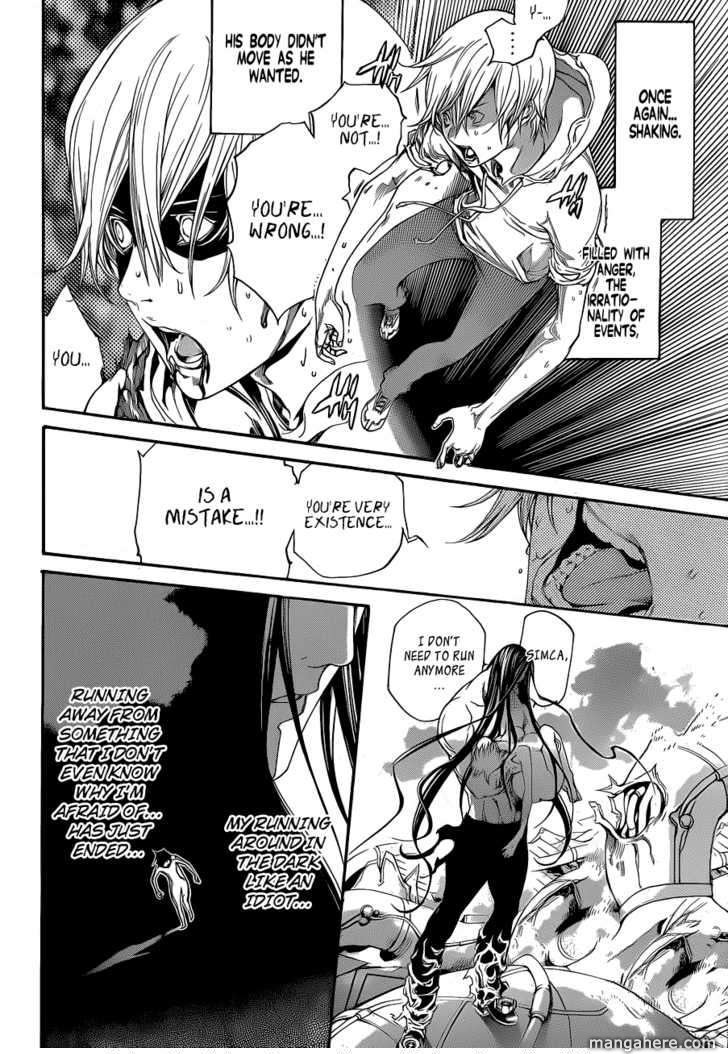 Y-...
......
ONCE
AGAIN...
SHAKING.
FILLED WITH
ANGER,
THE
IRRATIO-
NALITY OF
EVENTS,
HIS BODY DIDN'T
MOVE AS HE
WANTED.
YOU'RE...
NOT...!
YOU'RE...
WRONG...!
YOU...
YOU'RE VERY
EXISTENCE...
IS A
MISTAKE...!!
SIMCA,
I DON'T
NEED TO RUN
ANYMORE
...
MY RUNNING
AROUND IN
THE DARK
LIKE AN
IDIOT...
RUNNING
AWAY FROM
SOMETHING
THAT I DON'T
EVEN KNOW
WHY I'M
AFRAID OF...
HAS JUST
ENDED...
mangahere.com